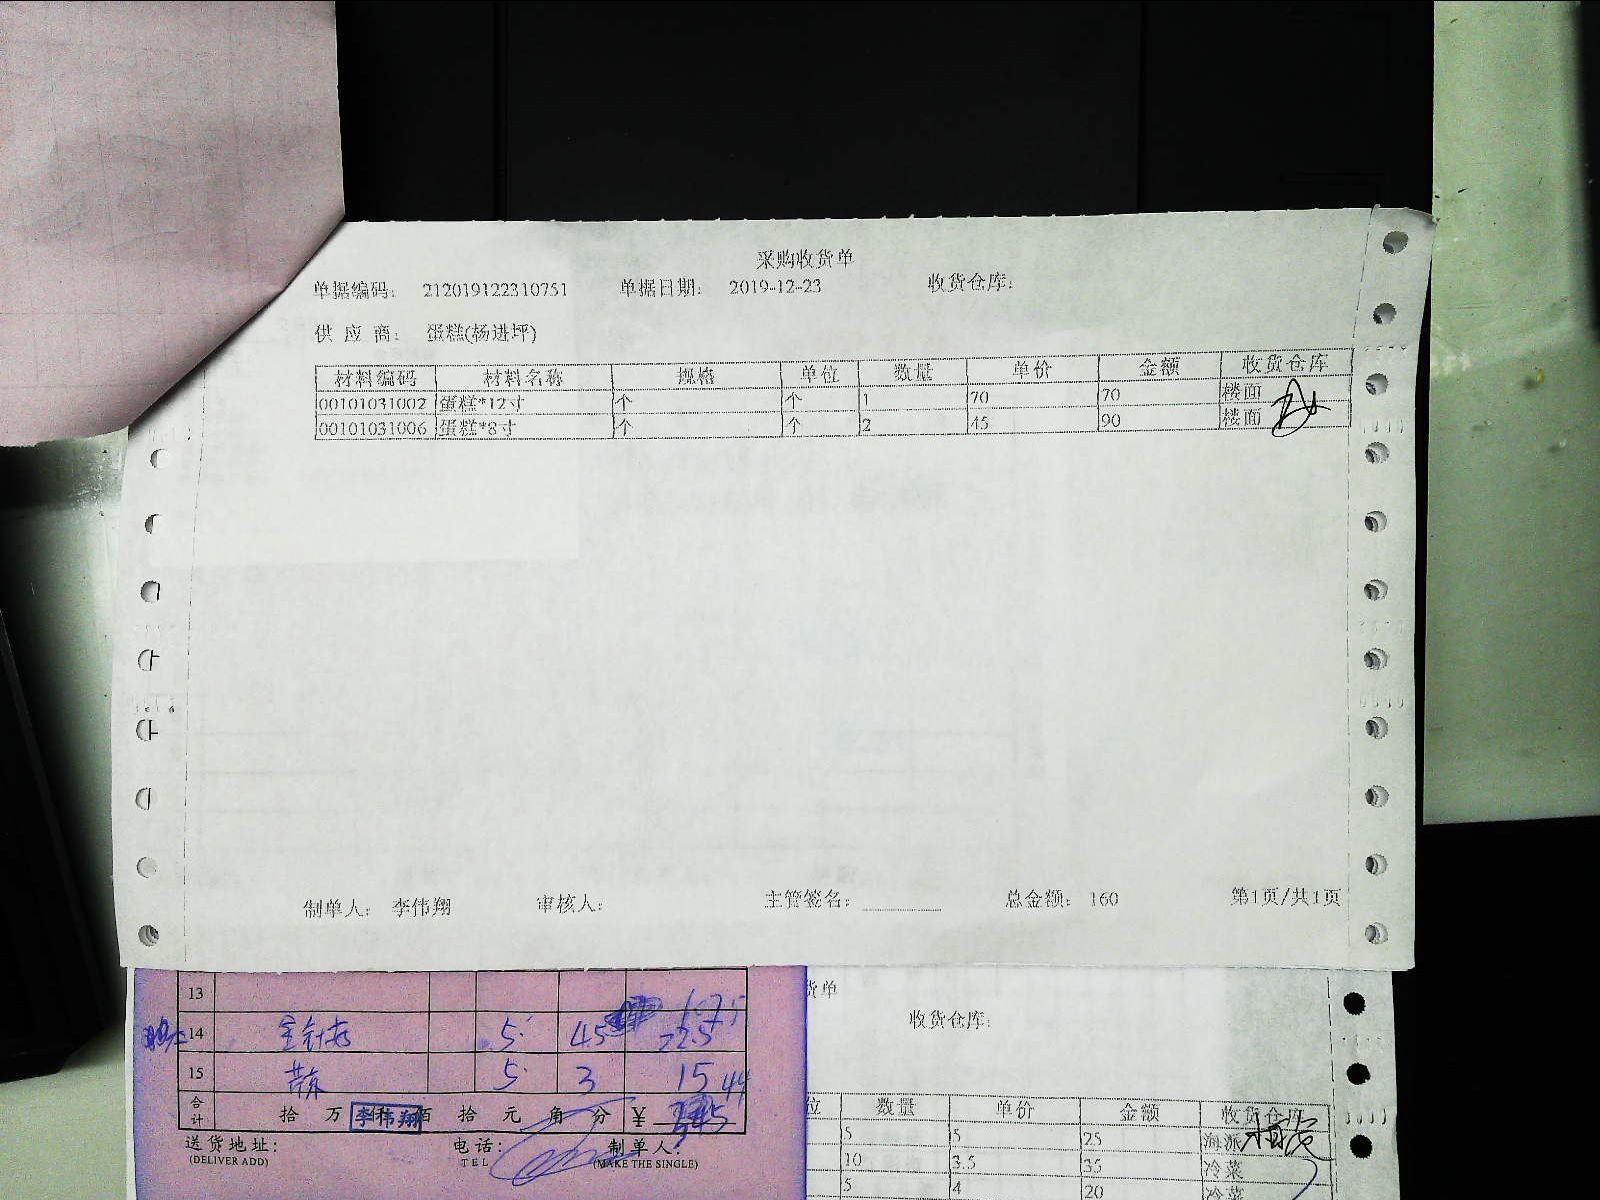 采购收货单
单据编码： 212019122310751 单据日期： 2019-12-23 收货仓库：
供 应 商： 蛋糕(杨进坪)
材料编码 材料名称 规格 单位 数量 单价 金额 收货仓库
00101031002 蛋糕*12寸 个 个 1 70 70 楼面
00101031006 蛋糕*8寸 个 个 2 45 90 楼面
制单人： 李伟翔 审核人： 主管签名： 总金额： 160 第1页/共1页
13
14 5 4.5 22.5
15 5 3 15
合计 拾 万 仟 佰 拾 元 角 分 ¥
李伟翔
送货地址： 电话： 制单人：
(DELIVER ADD) TEL (MAKE THE SINGLE)
货单
收货仓库：
位 数量 单价 金额 收货仓库
5 5 25 海派
10 3.5 35 冷菜
5 4 20 冷菜